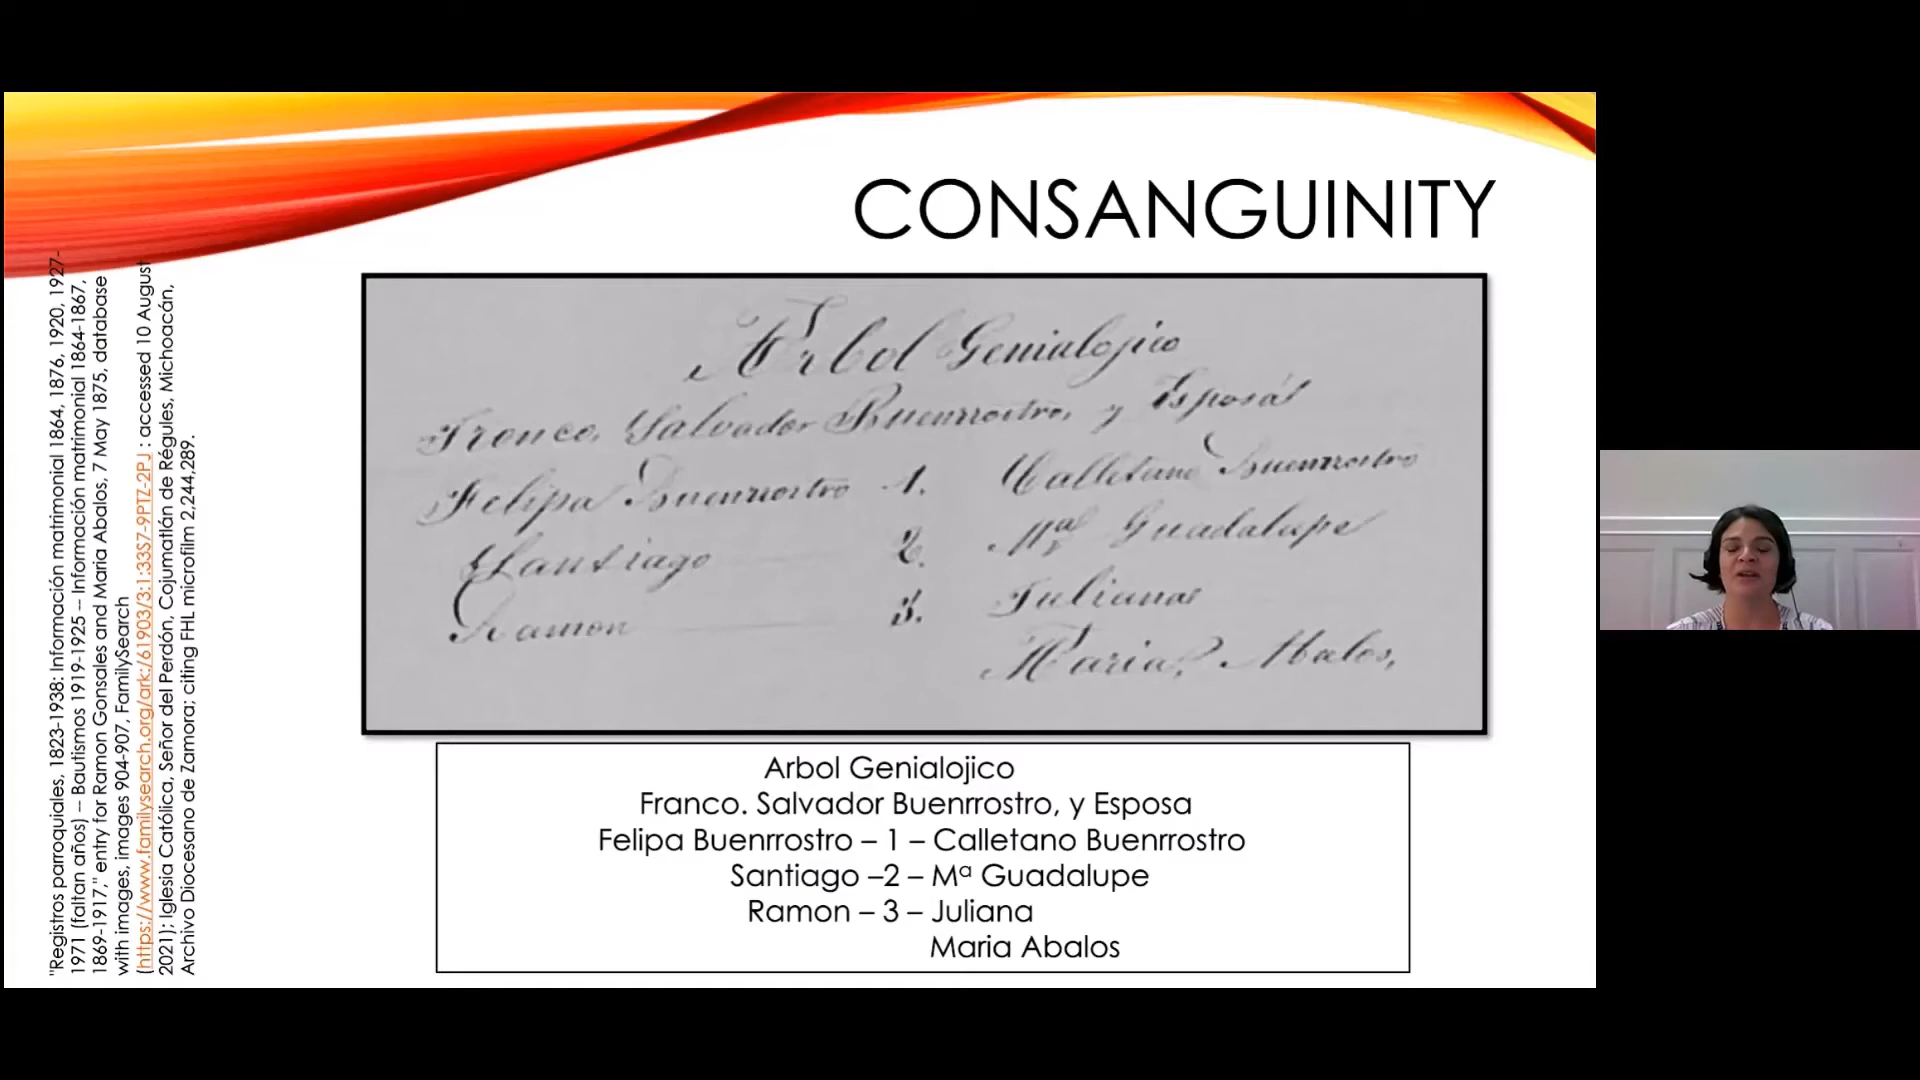 CONSANGUINITY
Arbol Genialojico
Tronco, Salvador Buenrrostro, y Esposa
Felipa Buenrrostro 1. Calletano Buenrrostro
Santiago 2. Mª Guadalupe
Ramon 3. Juliana
Maria, Abalos,
Arbol Genialojico
Franco. Salvador Buenrrostro, y Esposa
Felipa Buenrrostro – 1 – Calletano Buenrrostro
Santiago –2 – Mª Guadalupe
Ramon – 3 – Juliana
Maria Abalos
"Registros parroquiales, 1823-1938: Información matrimonial 1864, 1876, 1920, 1927-
1971 (faltan años) -- Bautismos 1919-1925 -- Información matrimonial 1864-1867,
1869-1917," entry for Ramon Gonsales and Maria Abalos, 7 May 1875, database
with images, images 904-907, FamilySearch
(https://www.familysearch.org/ark:/61903/3:1:33S7-9PTZ-2PJ : accessed 10 August
2021); Iglesia Católica, Señor del Perdón, Cojumatlán de Régules, Michoacán,
Archivo Diocesano de Zamora; citing FHL microfilm 2,244,289.